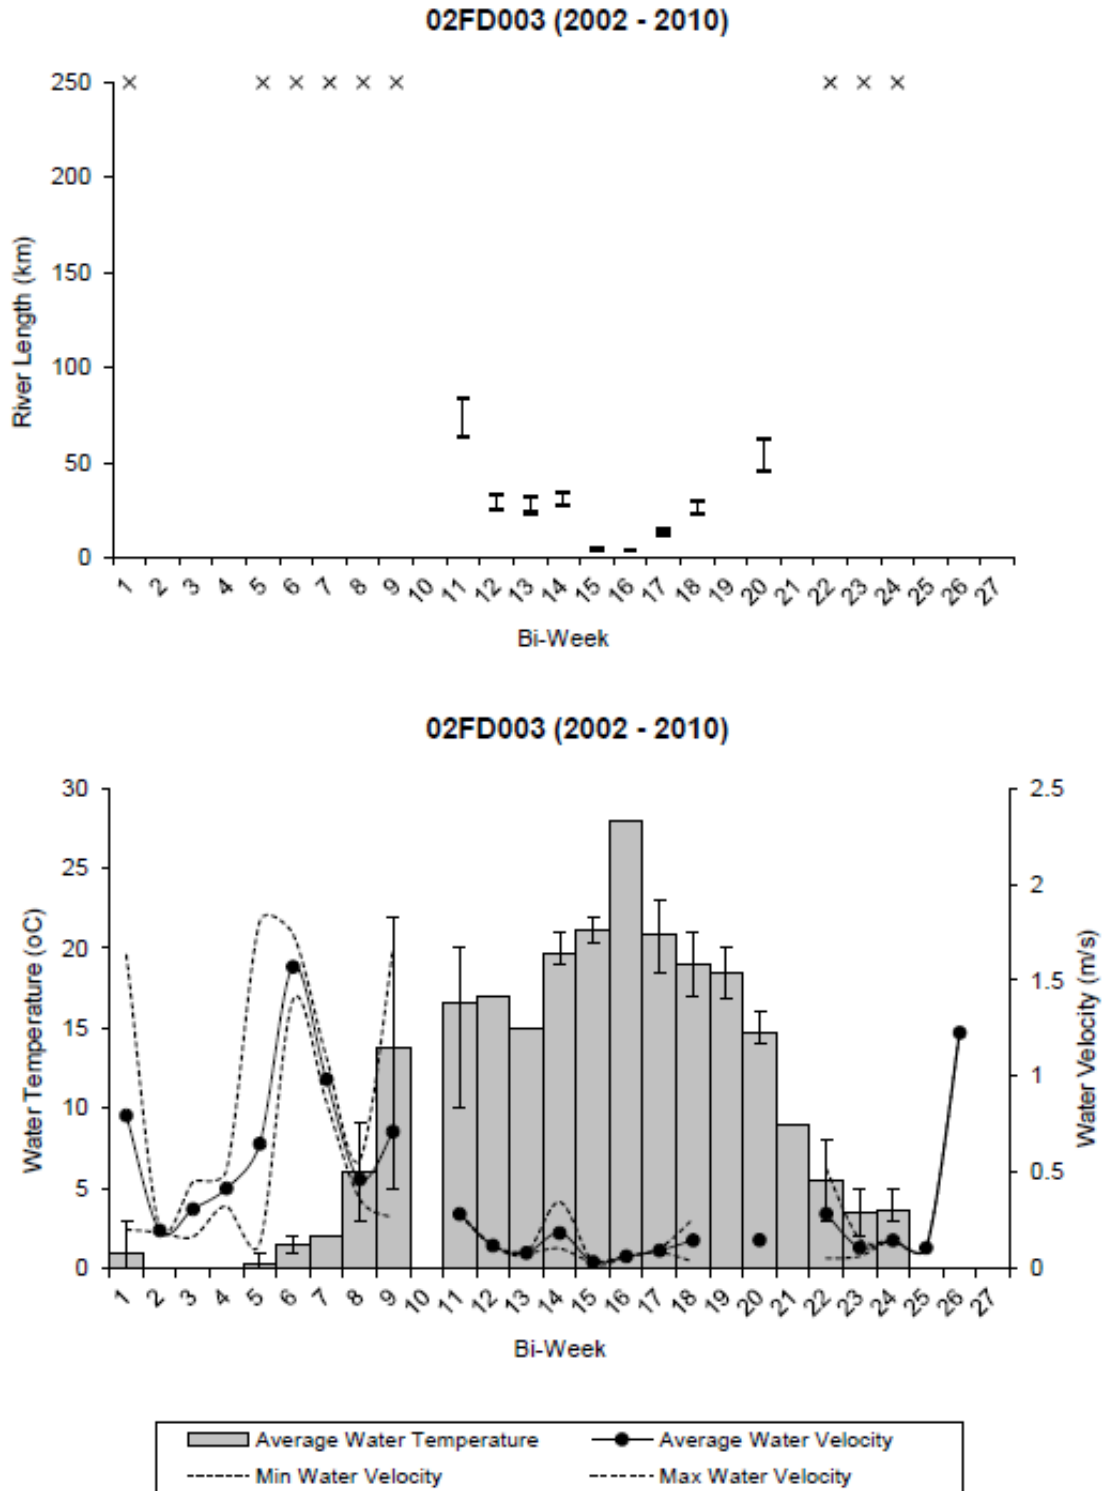 02FD003 (2002 - 2010)
River Length (km)
250
200
150
100
50
0
1 2 3 4 5 6 7 8 9 10 11 12 13 14 15 16 17 18 19 20 21 22 23 24 25 26 27
Bi-Week
02FD003 (2002 - 2010)
Water Temperature (oC)
30
25
20
15
10
5
0
2.5
2
1.5
1
0.5
0
Water Velocity (m/s)
1 2 3 4 5 6 7 8 9 10 11 12 13 14 15 16 17 18 19 20 21 22 23 24 25 26 27
Bi-Week
Average Water Temperature Average Water Velocity
Min Water Velocity Max Water Velocity